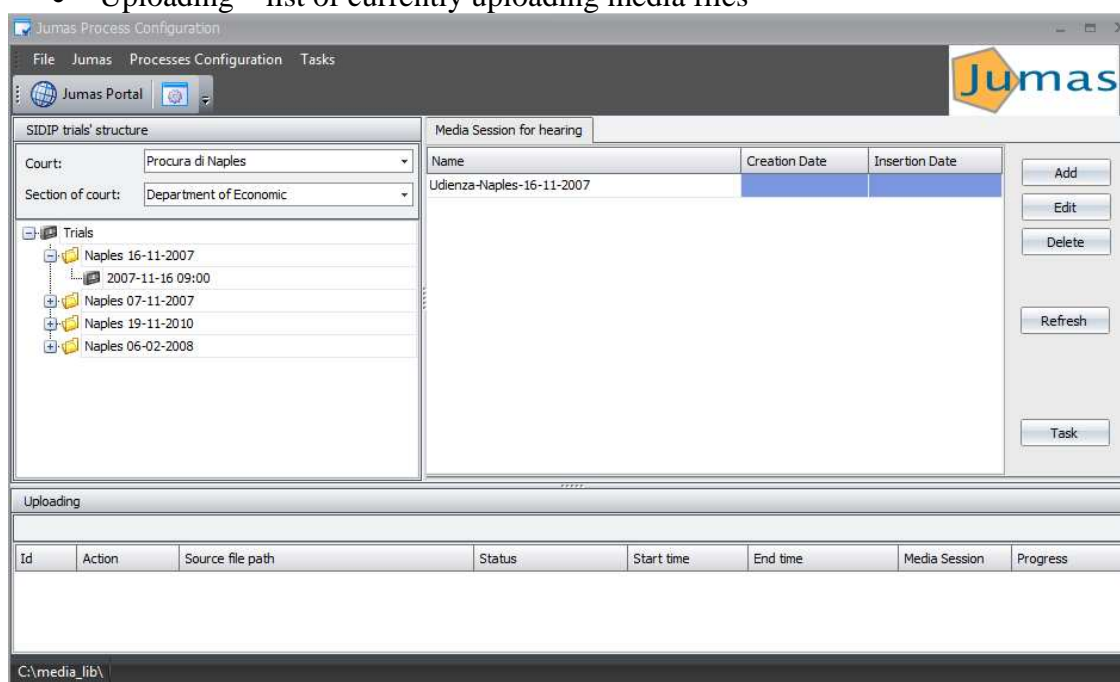 • Uploading – list of currently uploading media files
Jumas Process Configuration
File Jumas Processes Configuration Tasks
Jumas Portal
Jumas
SIDIP trials' structure
Court: Procura di Naples
Section of court: Department of Economic
Trials
Naples 16-11-2007
2007-11-16 09:00
Naples 07-11-2007
Naples 19-11-2010
Naples 06-02-2008
Media Session for hearing
Name Creation Date Insertion Date
Udienza-Naples-16-11-2007
Add
Edit
Delete
Refresh
Task
Uploading
Id Action Source file path Status Start time End time Media Session Progress
C:\media_lib\